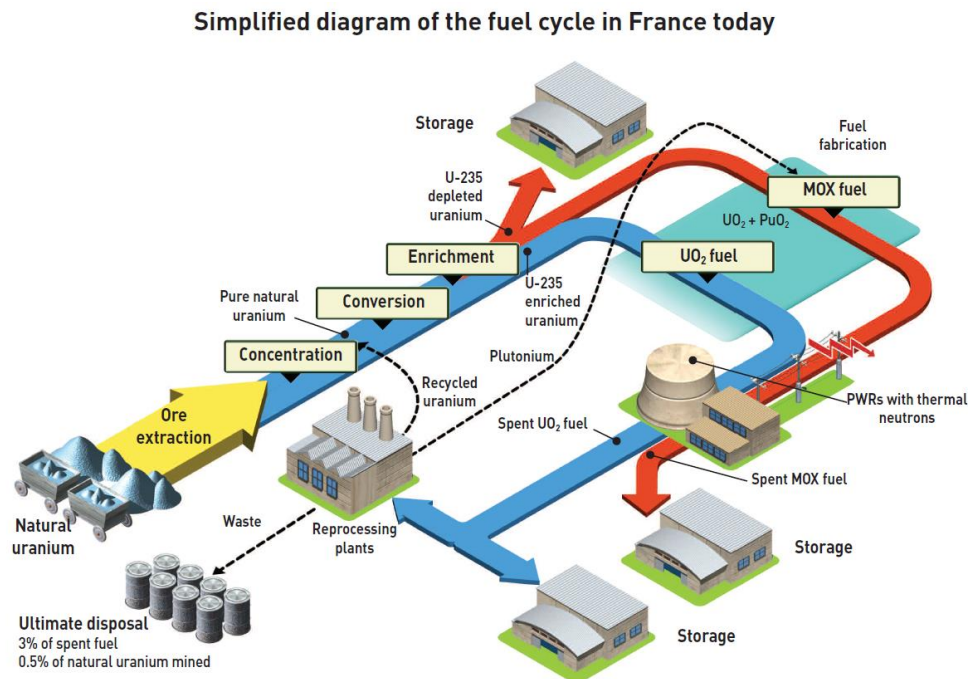 Simplified diagram of the fuel cycle in France today
Storage
Fuel
fabrication
U-235
depleted
uranium
MOX fuel
UO₂ + PuO₂
Enrichment
UO₂ fuel
U-235
enriched
uranium
Pure natural
uranium
Conversion
Concentration
Plutonium
Recycled
uranium
PWRs with thermal
neutrons
Ore
extraction
Spent UO₂ fuel
Spent MOX fuel
Natural
uranium
Waste
Reprocessing
plants
Storage
Ultimate disposal
3% of spent fuel
0.5% of natural uranium mined
Storage